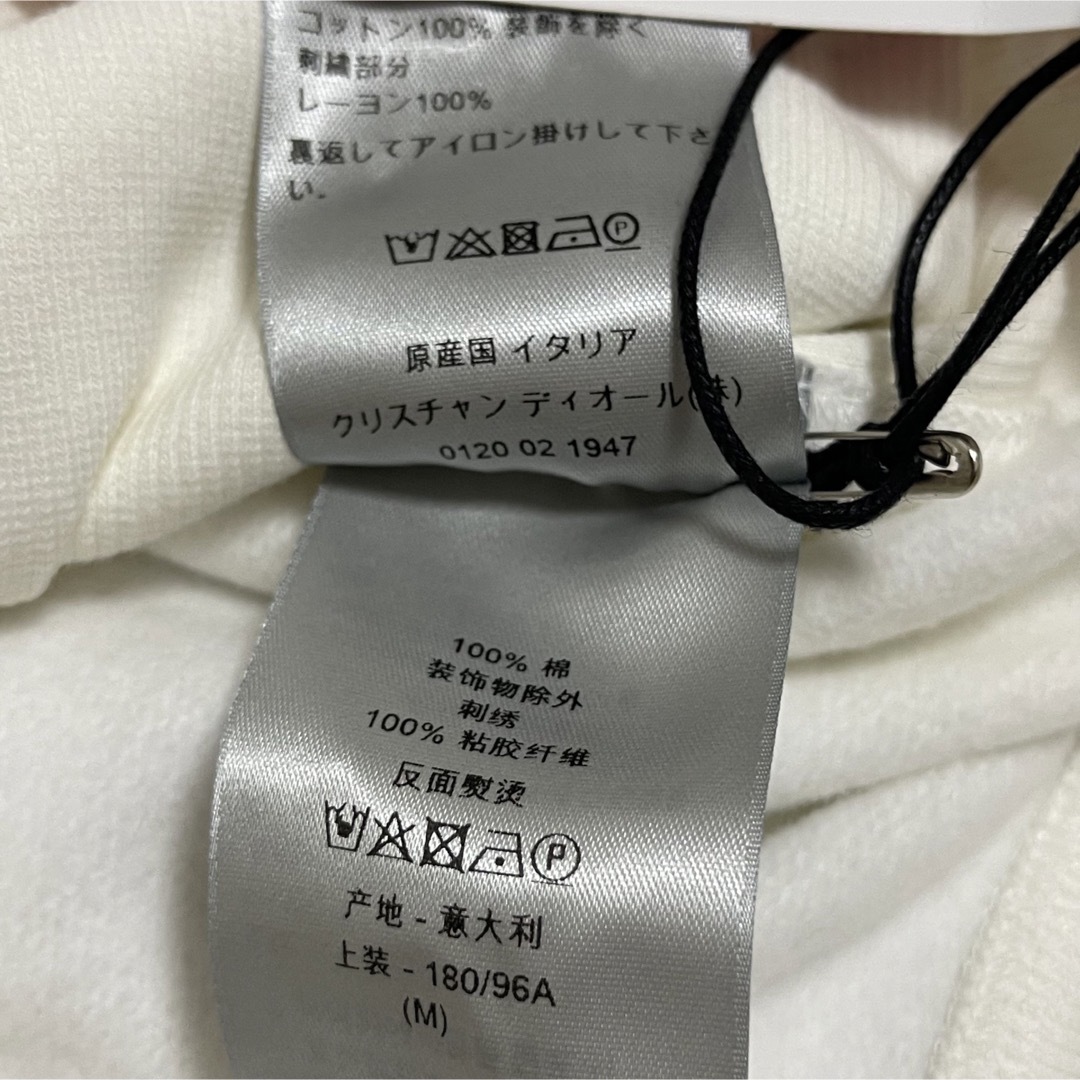 コットン100% 装飾を除く
刺繍部分
レーヨン100%
裏返してアイロン掛けして下さ
い.
P
原産国 イタリア
クリスチャン ディオール(株)
0120 02 1947
100% 棉
装饰物除外
刺绣
100% 粘胶纤维
反面熨烫
P
产地 - 意大利
上装 - 180/96A
(M)